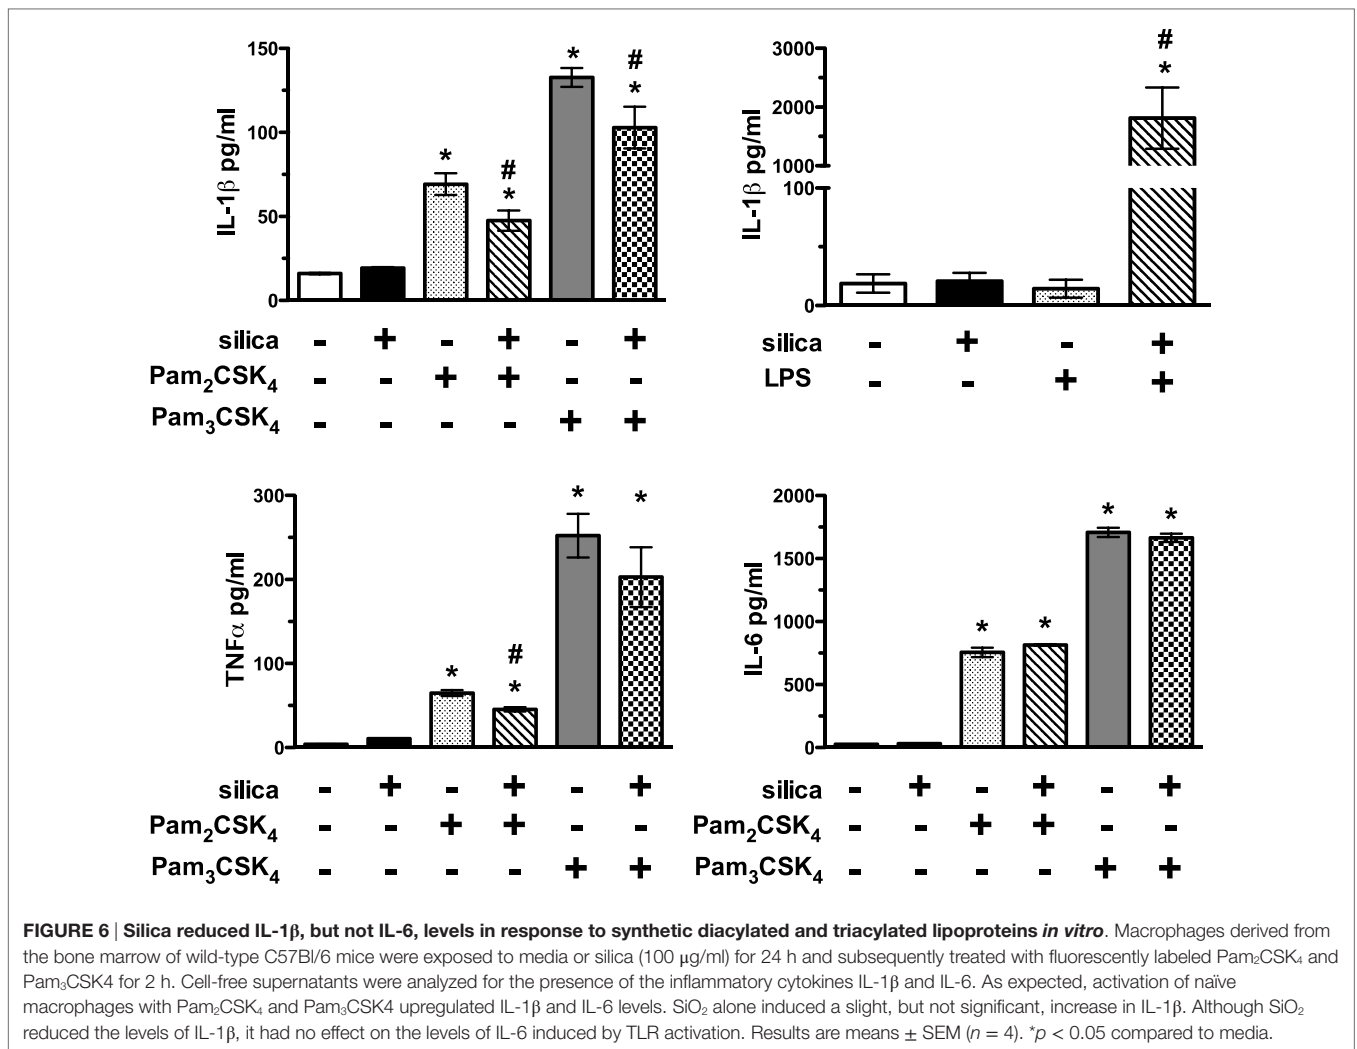 150
100
50
0
IL-1β pg/ml
*
#
*
*
#
*
silica - + - + - +
Pam₂CSK₄ - - + + - -
Pam₃CSK₄ - - - - + +
3000
2000
1000
100
0
IL-1β pg/ml
#
*
silica - + - +
LPS - - + +
300
200
100
0
TNFα pg/ml
*
#
*
*
*
silica - + - + - +
Pam₂CSK₄ - - + + - -
Pam₃CSK₄ - - - - + +
2000
1500
1000
500
0
IL-6 pg/ml
*
*
*
*
silica - + - + - +
Pam₂CSK₄ - - + + - -
Pam₃CSK₄ - - - - + +
FIGURE 6 | Silica reduced IL-1β, but not IL-6, levels in response to synthetic diacylated and triacylated lipoproteins in vitro. Macrophages derived from
the bone marrow of wild-type C57Bl/6 mice were exposed to media or silica (100 μg/ml) for 24 h and subsequently treated with fluorescently labeled Pam₂CSK₄ and
Pam₃CSK4 for 2 h. Cell-free supernatants were analyzed for the presence of the inflammatory cytokines IL-1β and IL-6. As expected, activation of naïve
macrophages with Pam₂CSK₄ and Pam₃CSK4 upregulated IL-1β and IL-6 levels. SiO₂ alone induced a slight, but not significant, increase in IL-1β. Although SiO₂
reduced the levels of IL-1β, it had no effect on the levels of IL-6 induced by TLR activation. Results are means ± SEM (n = 4). *p < 0.05 compared to media.